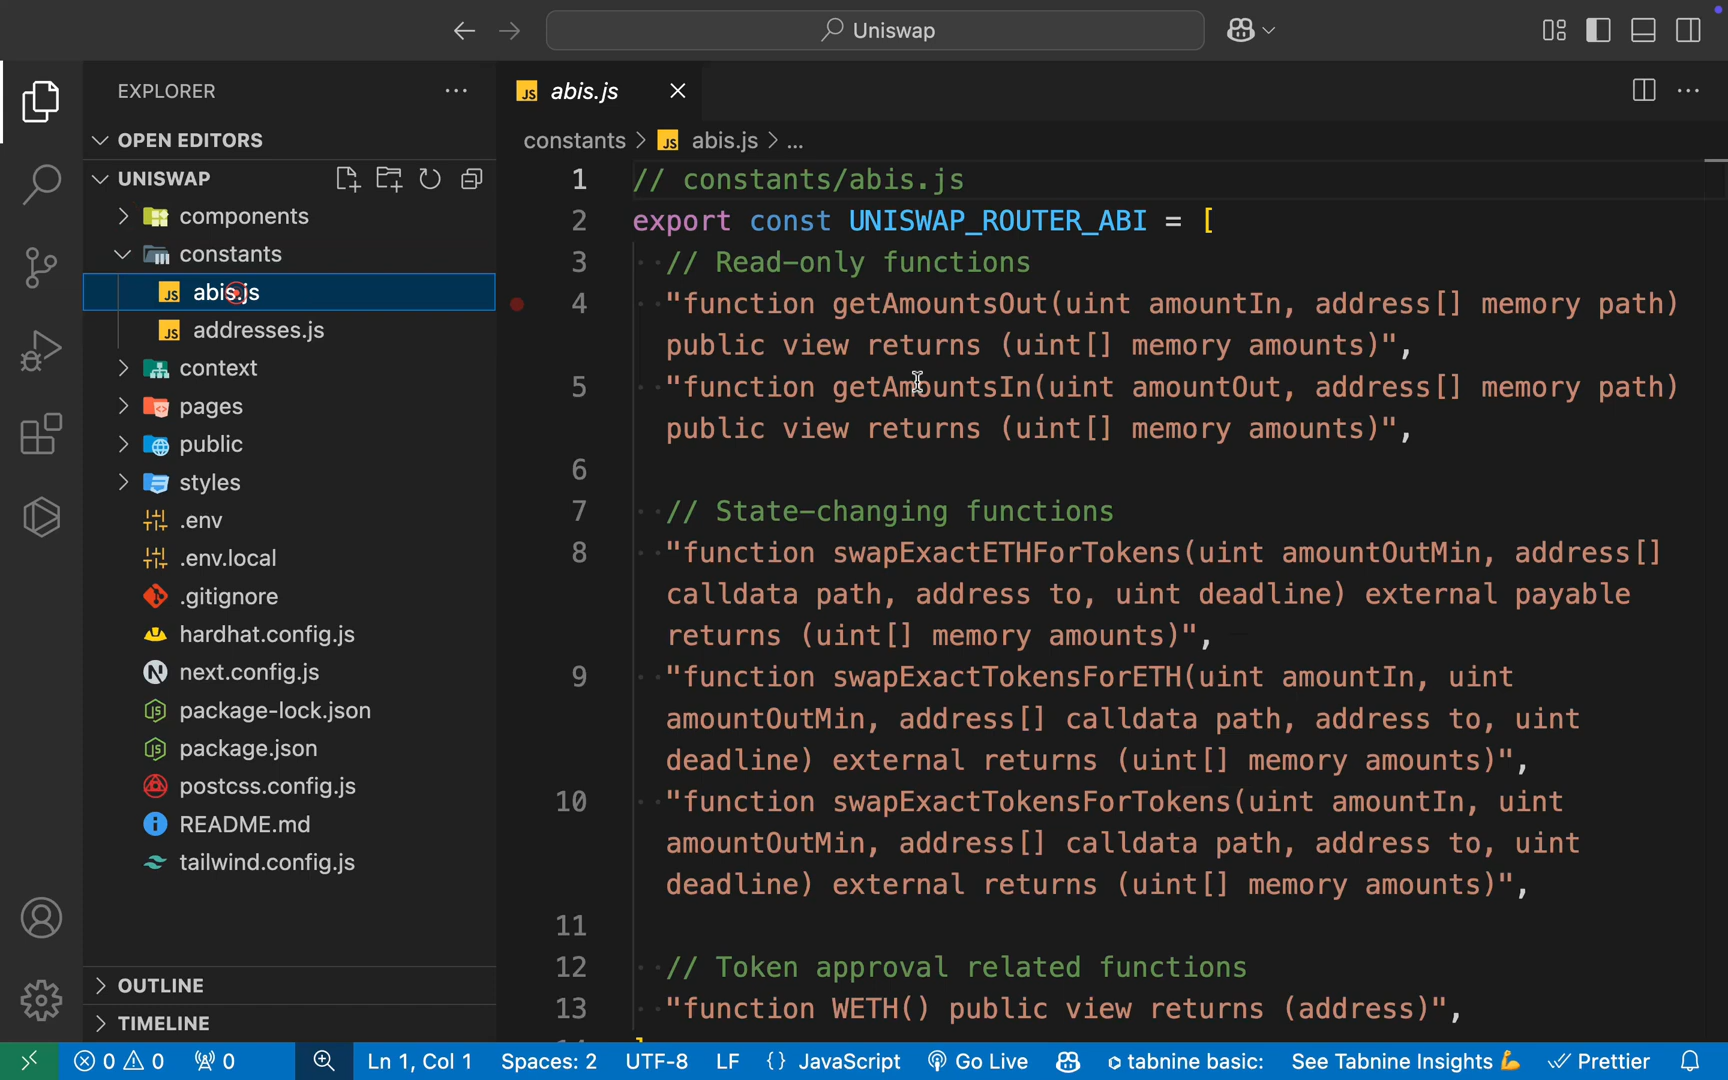 Uniswap
EXPLORER
OPEN EDITORS
UNISWAP
components
constants
abis.js
addresses.js
context
pages
public
styles
.env
.env.local
.gitignore
hardhat.config.js
next.config.js
package-lock.json
package.json
postcss.config.js
README.md
tailwind.config.js
OUTLINE
TIMELINE
JS abis.js
constants > JS abis.js > ...
1 // constants/abis.js
2 export const UNISWAP_ROUTER_ABI = [
3 // Read-only functions
4 "function getAmountsOut(uint amountIn, address[] memory path)
public view returns (uint[] memory amounts)",
5 "function getAmountsIn(uint amountOut, address[] memory path)
public view returns (uint[] memory amounts)",
6
7 // State-changing functions
8 "function swapExactETHForTokens(uint amountOutMin, address[]
calldata path, address to, uint deadline) external payable
returns (uint[] memory amounts)",
9 "function swapExactTokensForETH(uint amountIn, uint
amountOutMin, address[] calldata path, address to, uint
deadline) external returns (uint[] memory amounts)",
10 "function swapExactTokensForTokens(uint amountIn, uint
amountOutMin, address[] calldata path, address to, uint
deadline) external returns (uint[] memory amounts)",
11
12 // Token approval related functions
13 "function WETH() public view returns (address)",
0 0 0 Ln 1, Col 1 Spaces: 2 UTF-8 LF {} JavaScript Go Live tabnine basic: See Tabnine Insights 💪 Prettier